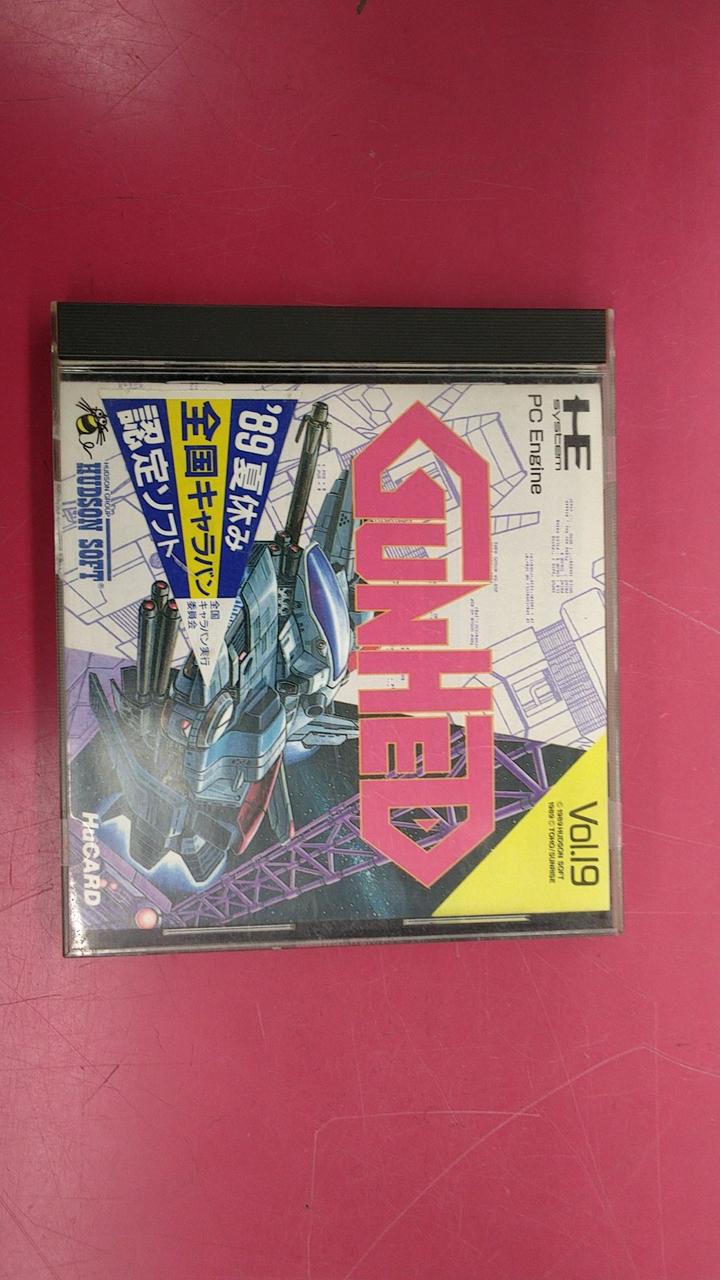 HE
SYSTEM
PC Engine
GUNHED
Vol.19
© 1989 HUDSON SOFT
1989 © TOHO/SUNRISE
'89 夏休み
全国キャラバン
認定ソフト
全国
キャラバン実行
委員会
HUDSON GROUP
HUDSON SOFT®
HuCARD